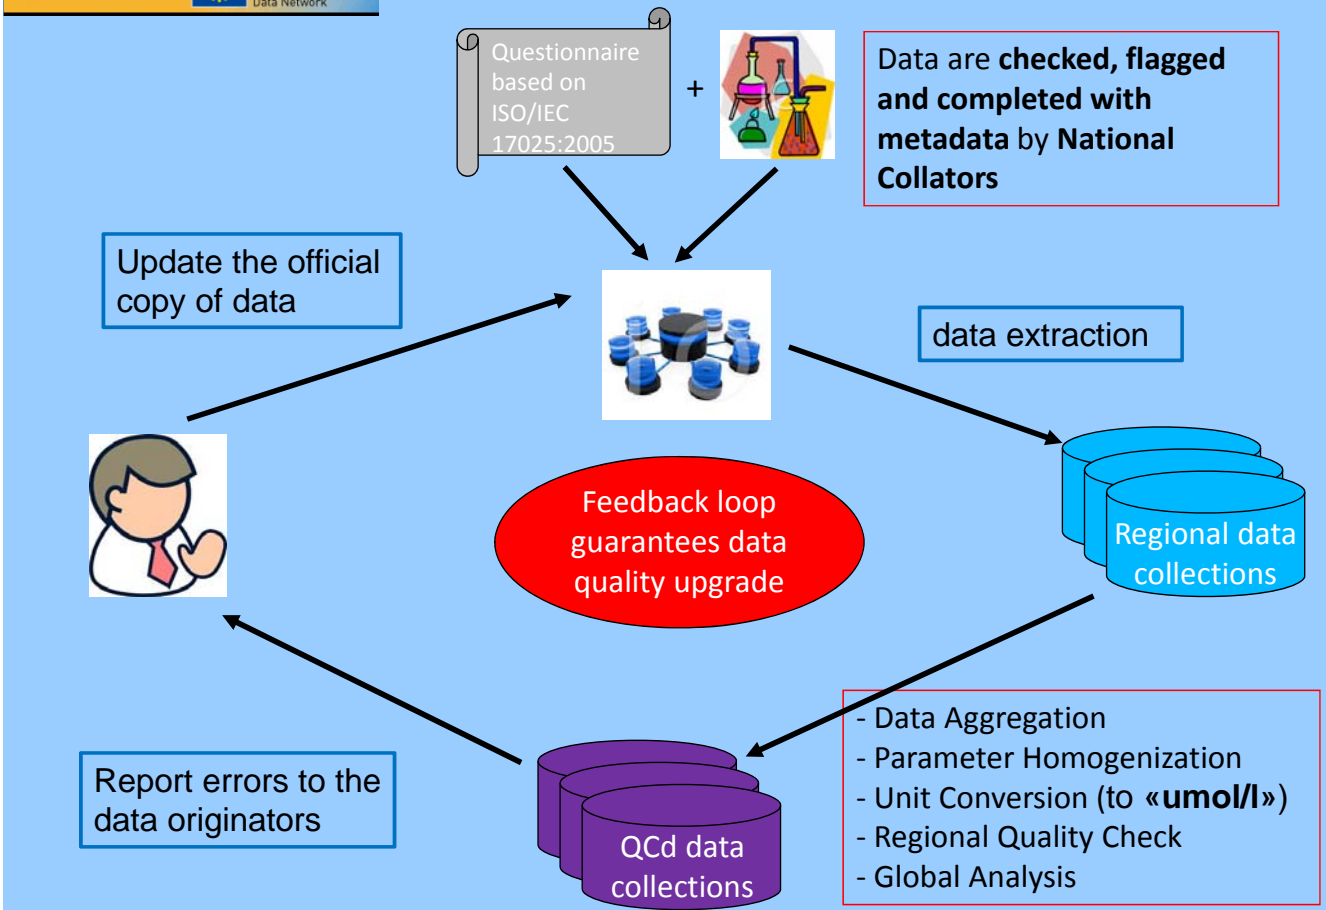 Data Network
Questionnaire
based on
ISO/IEC
17025:2005
+
Data are checked, flagged
and completed with
metadata by National
Collators
Update the official
copy of data
data extraction
Feedback loop
guarantees data
quality upgrade
Regional data
collections
- Data Aggregation
- Parameter Homogenization
- Unit Conversion (to «umol/l»)
- Regional Quality Check
- Global Analysis
Report errors to the
data originators
QCd data
collections